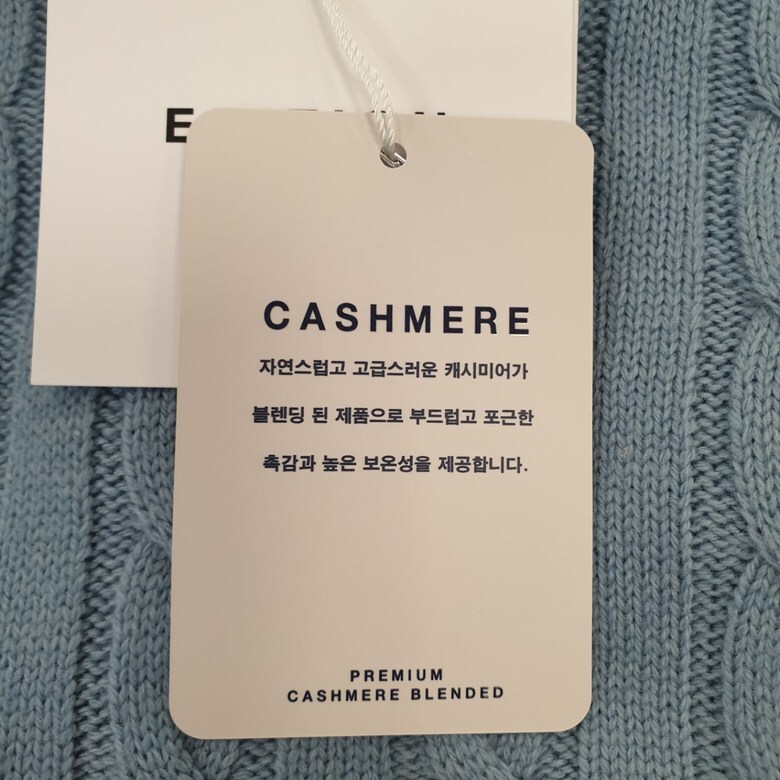 CASHMERE
자연스럽고 고급스러운 캐시미어가
블렌딩 된 제품으로 부드럽고 포근한
촉감과 높은 보온성을 제공합니다.
PREMIUM
CASHMERE BLENDED